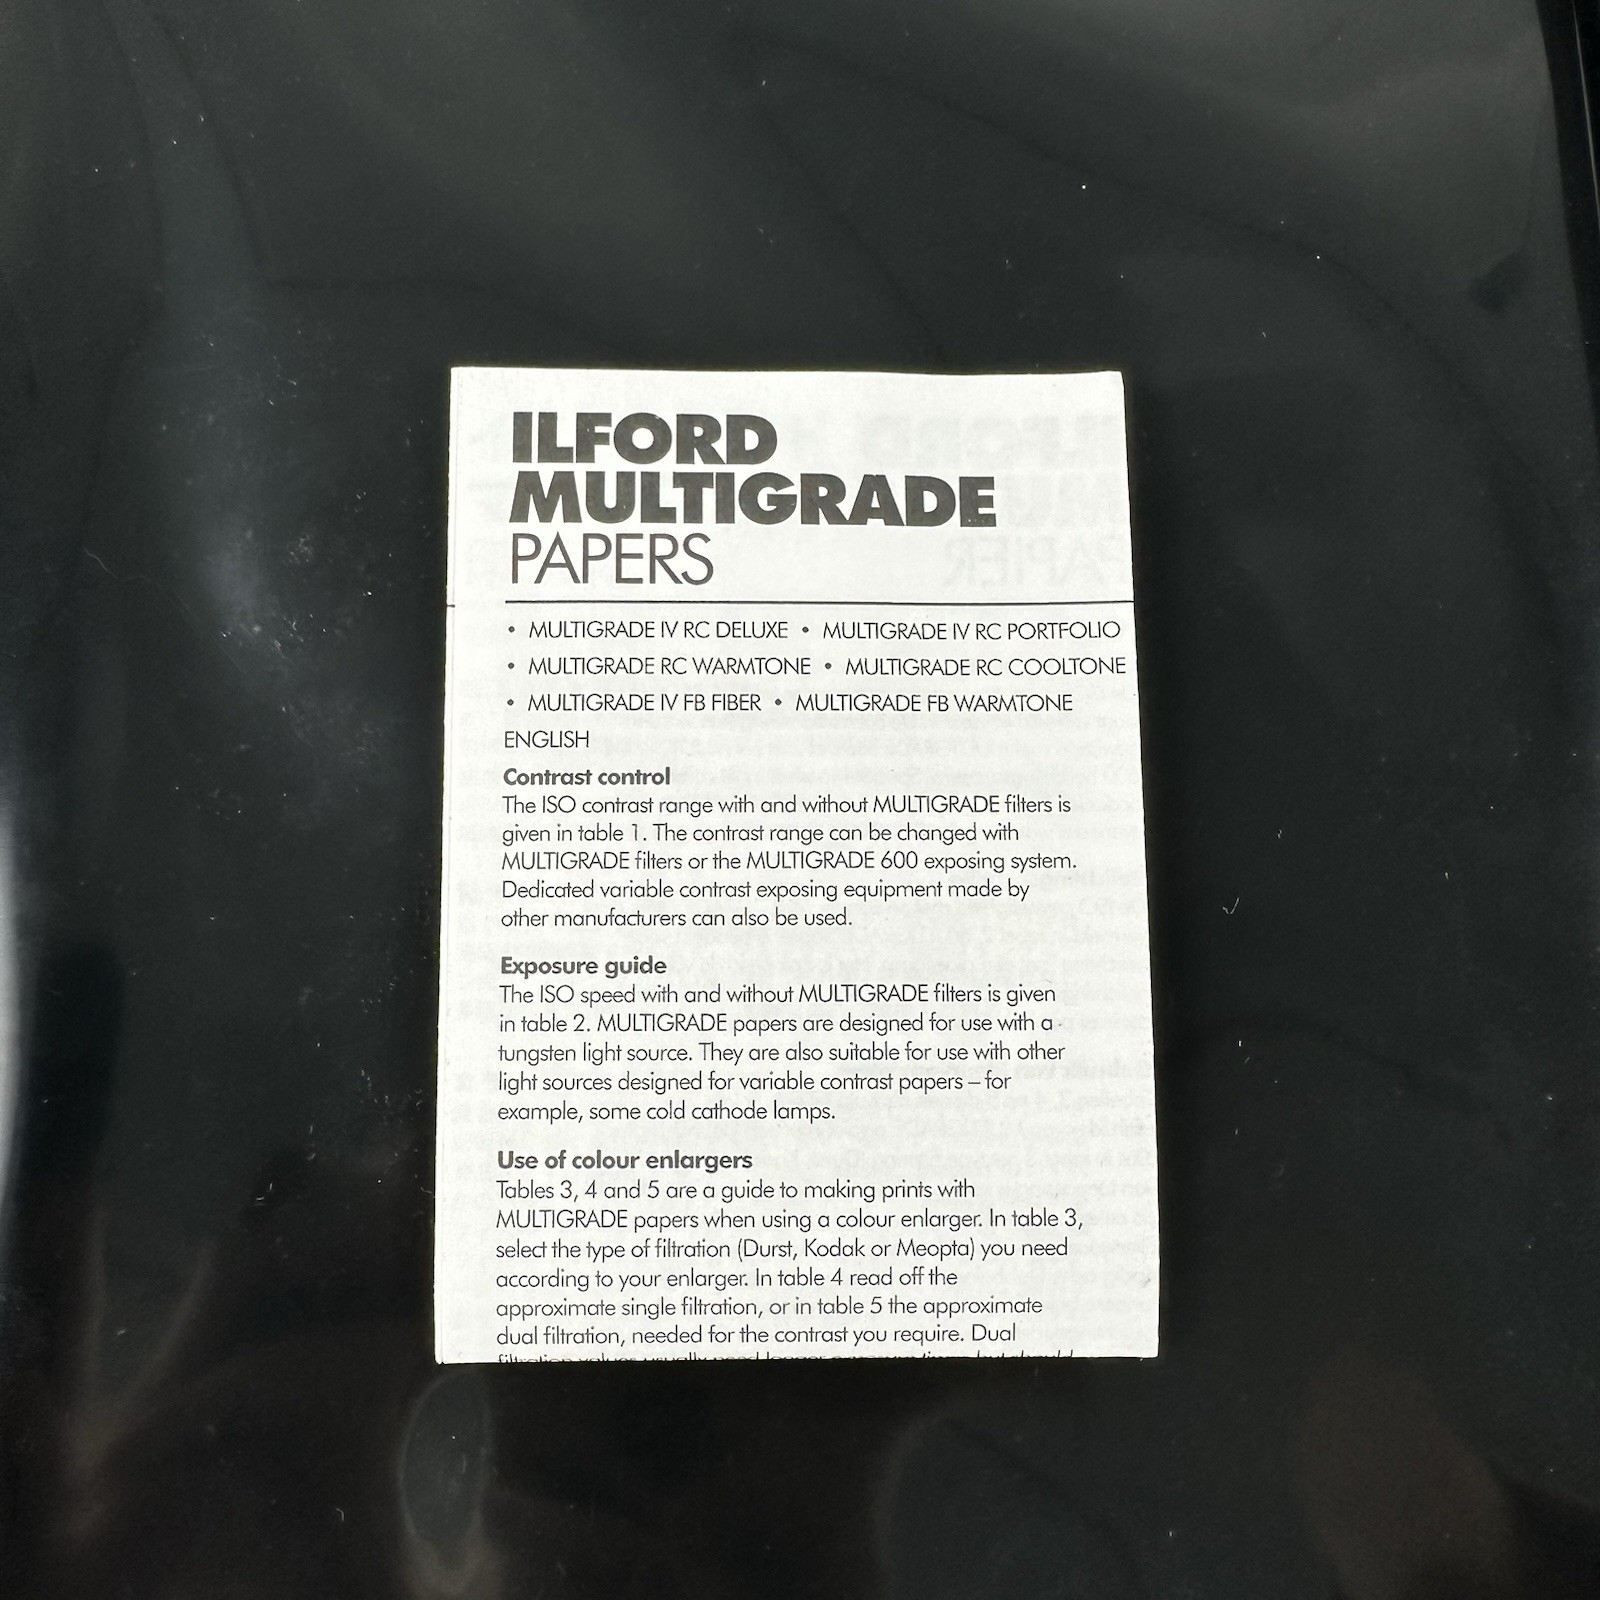 ILFORD
MULTIGRADE
PAPERS
• MULTIGRADE IV RC DELUXE • MULTIGRADE IV RC PORTFOLIO
• MULTIGRADE RC WARMTONE • MULTIGRADE RC COOLTONE
• MULTIGRADE IV FB FIBER • MULTIGRADE FB WARMTONE
ENGLISH
Contrast control
The ISO contrast range with and without MULTIGRADE filters is
given in table 1. The contrast range can be changed with
MULTIGRADE filters or the MULTIGRADE 600 exposing system.
Dedicated variable contrast exposing equipment made by
other manufacturers can also be used.
Exposure guide
The ISO speed with and without MULTIGRADE filters is given
in table 2. MULTIGRADE papers are designed for use with a
tungsten light source. They are also suitable for use with other
light sources designed for variable contrast papers – for
example, some cold cathode lamps.
Use of colour enlargers
Tables 3, 4 and 5 are a guide to making prints with
MULTIGRADE papers when using a colour enlarger. In table 3,
select the type of filtration (Durst, Kodak or Meopta) you need
according to your enlarger. In table 4 read off the
approximate single filtration, or in table 5 the approximate
dual filtration, needed for the contrast you require. Dual
filtration values usually need longer